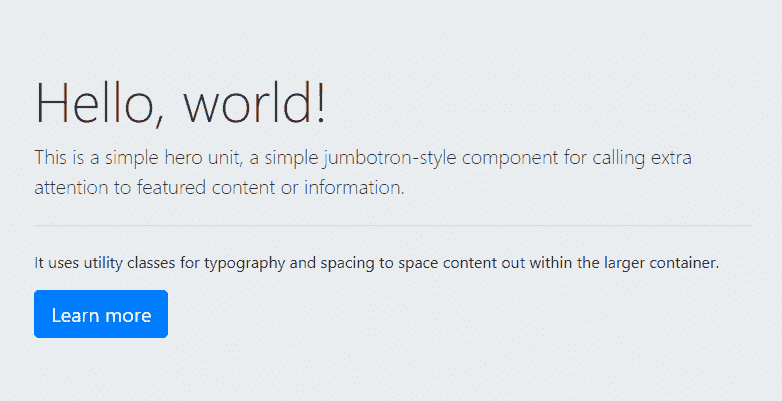 Hello, world!
This is a simple hero unit, a simple jumbotron-style component for calling extra
attention to featured content or information.
It uses utility classes for typography and spacing to space content out within the larger container.
Learn more